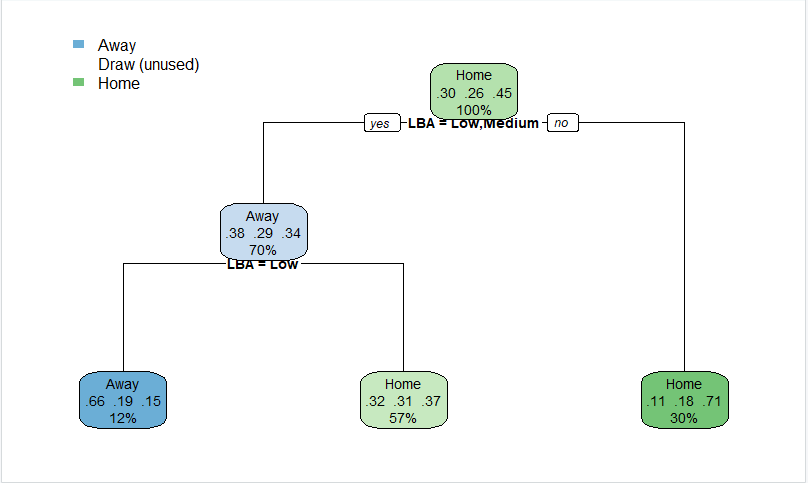 Away
Draw (unused)
Home
Home
.30 .26 .45
100%
yes LBA = Low,Medium no
Away
.38 .29 .34
70%
LBA = Low
Away
.66 .19 .15
12%
Home
.32 .31 .37
57%
Home
.11 .18 .71
30%